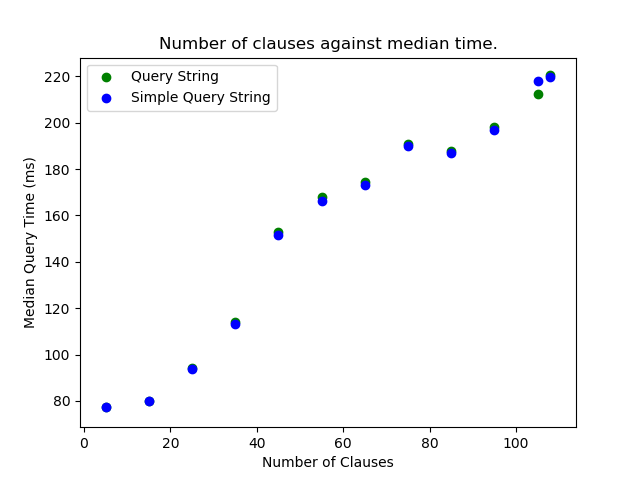 Number of clauses against median time.
Query String
Simple Query String
Median Query Time (ms)
220
200
180
160
140
120
100
80
0 20 40 60 80 100
Number of Clauses